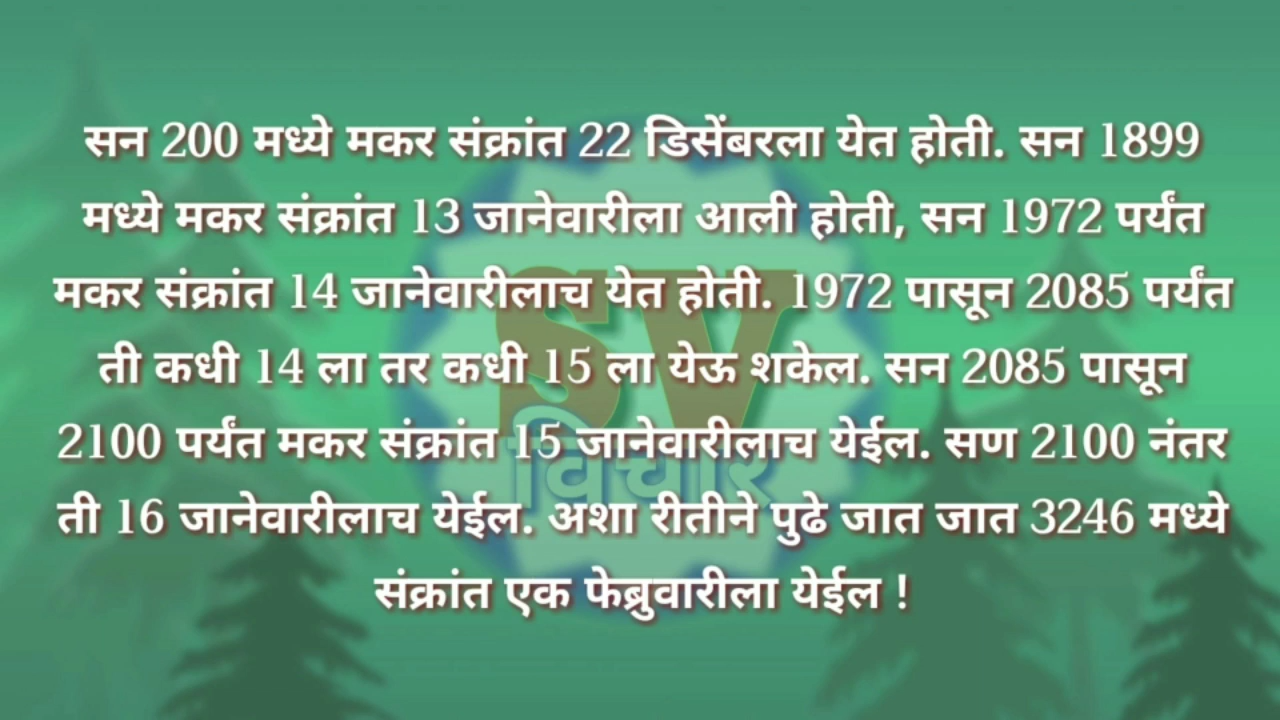 सन 200 मध्ये मकर संक्रांत 22 डिसेंबरला येत होती. सन 1899
मध्ये मकर संक्रांत 13 जानेवारीला आली होती, सन 1972 पर्यंत
मकर संक्रांत 14 जानेवारीलाच येत होती. 1972 पासून 2085 पर्यंत
ती कधी 14 ला तर कधी 15 ला येऊ शकेल. सन 2085 पासून
2100 पर्यंत मकर संक्रांत 15 जानेवारीलाच येईल. सण 2100 नंतर
ती 16 जानेवारीलाच येईल. अशा रीतीने पुढे जात जात 3246 मध्ये
संक्रांत एक फेब्रुवारीला येईल !
SV
विचार